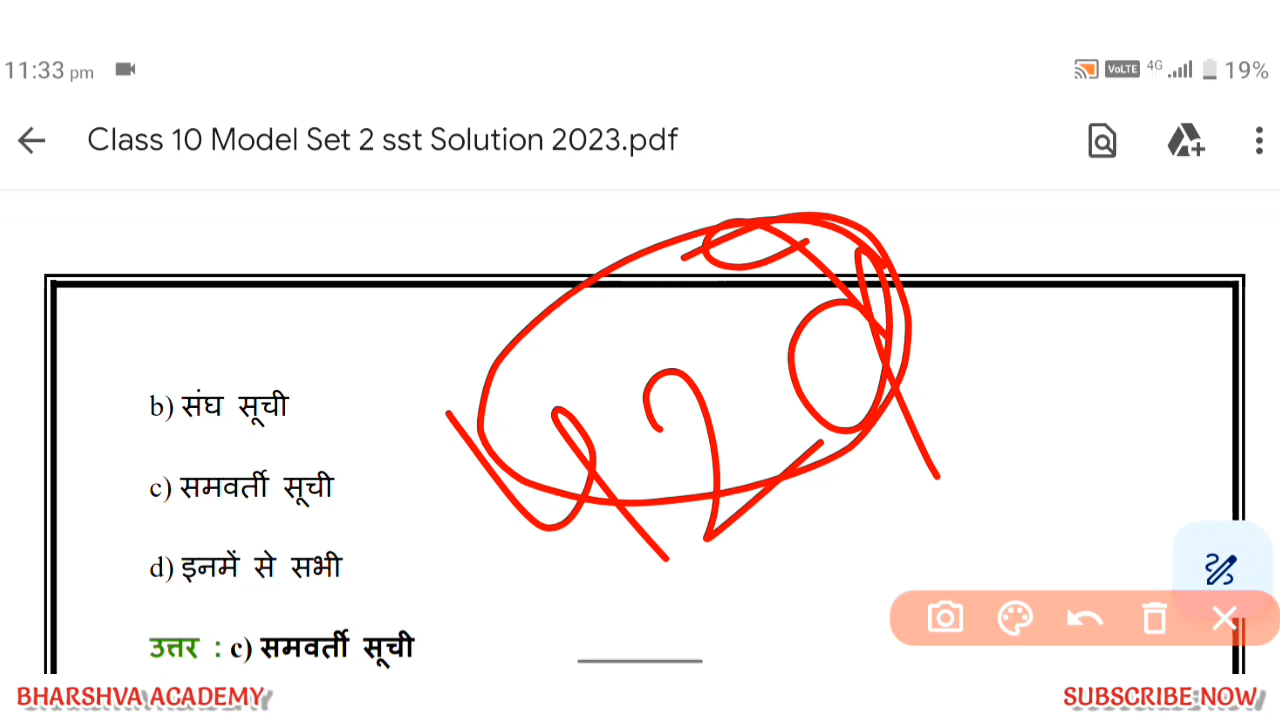 11:33 pm VoLTE 4G 19%
Class 10 Model Set 2 sst Solution 2023.pdf
b) संघ सूची
c) समवर्ती सूची
d) इनमें से सभी
उत्तर : c) समवर्ती सूची
BHARSHVA ACADEMY SUBSCRIBE NOW